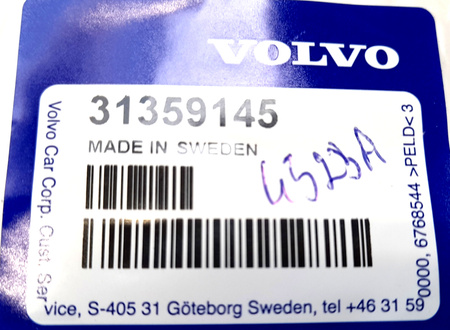 VOLVO
31359145
MADE IN SWEDEN
Volvo Car Corp. Cust. Ser
vice, S-405 31 Göteborg Sweden, tel +46 31 59
0000, 6768544 >PELD< 3